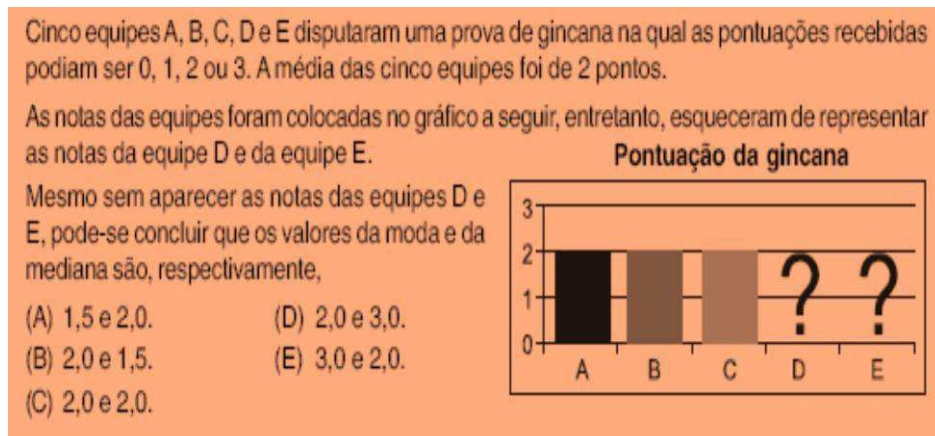 Cinco equipes A, B, C, D e E disputaram uma prova de gincana na qual as pontuações recebidas
podiam ser 0, 1, 2 ou 3. A média das cinco equipes foi de 2 pontos.
As notas das equipes foram colocadas no gráfico a seguir, entretanto, esqueceram de representar
as notas da equipe D e da equipe E.
Mesmo sem aparecer as notas das equipes D e
E, pode-se concluir que os valores da moda e da
mediana são, respectivamente,
(A) 1,5 e 2,0.
(B) 2,0 e 1,5.
(C) 2,0 e 2,0.
(D) 2,0 e 3,0.
(E) 3,0 e 2,0.
Pontuação da gincana
3
2
1
0
? ?
A B C D E